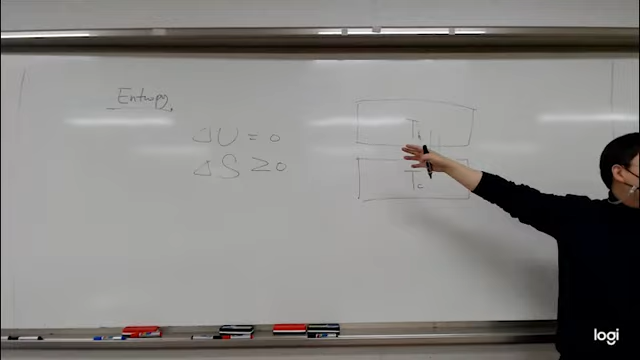 Entropy
ΔU = 0
ΔS ≥ 0
Th
Tc
logi